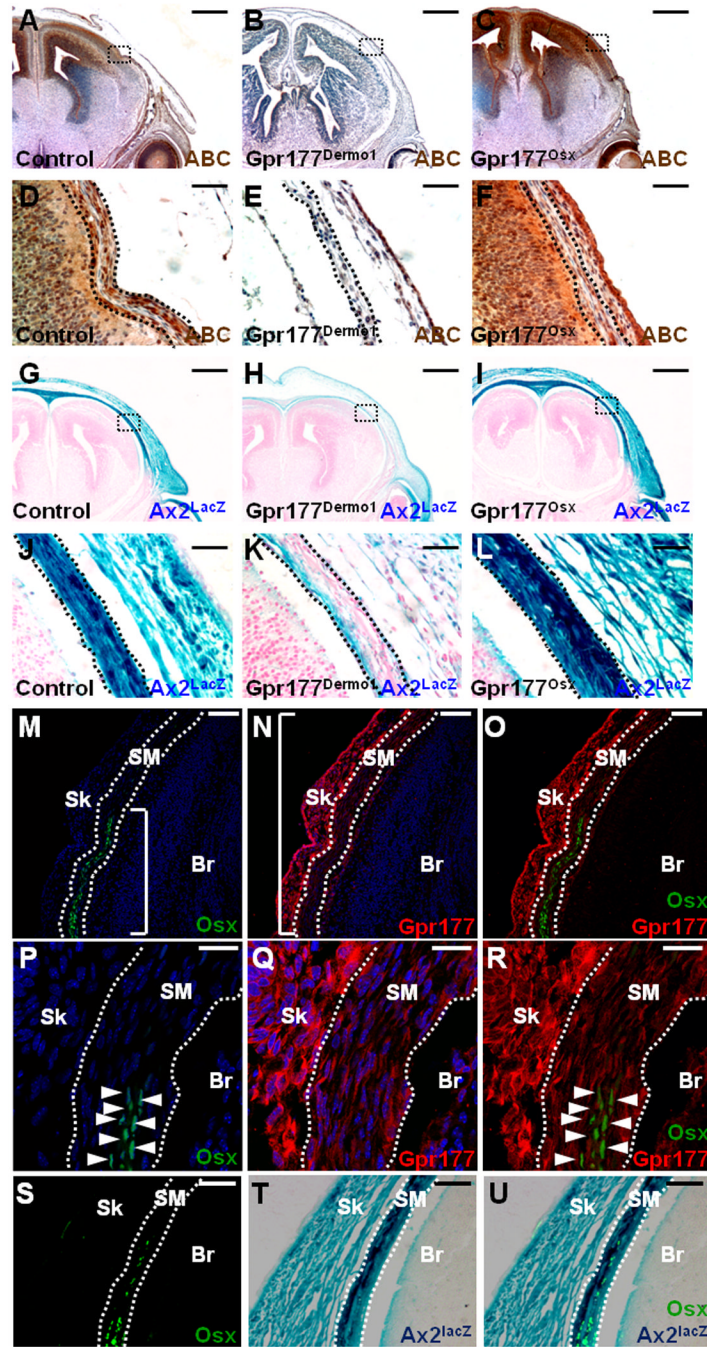 A B C
Control ABC Gpr177Dermo1 ABC Gpr177Osx ABC
D E F
Control ABC Gpr177Dermo1 ABC Gpr177Osx ABC
G H I
Control Ax2LacZ Gpr177Dermo1 Ax2LacZ Gpr177Osx Ax2LacZ
J K L
Control Ax2LacZ Gpr177Dermo1 Ax2LacZ Gpr177Osx Ax2LacZ
M N O
SM SM SM
Sk Sk Sk
Br Br Br
Osx
Osx Gpr177 Gpr177
P Q R
SM SM SM
Sk Sk Sk
Br Br Br
Osx
Osx Gpr177 Gpr177
S T U
Sk SM Sk SM Sk SM
Br Br Br
Osx
Osx Ax2lacZ Ax2lacZ